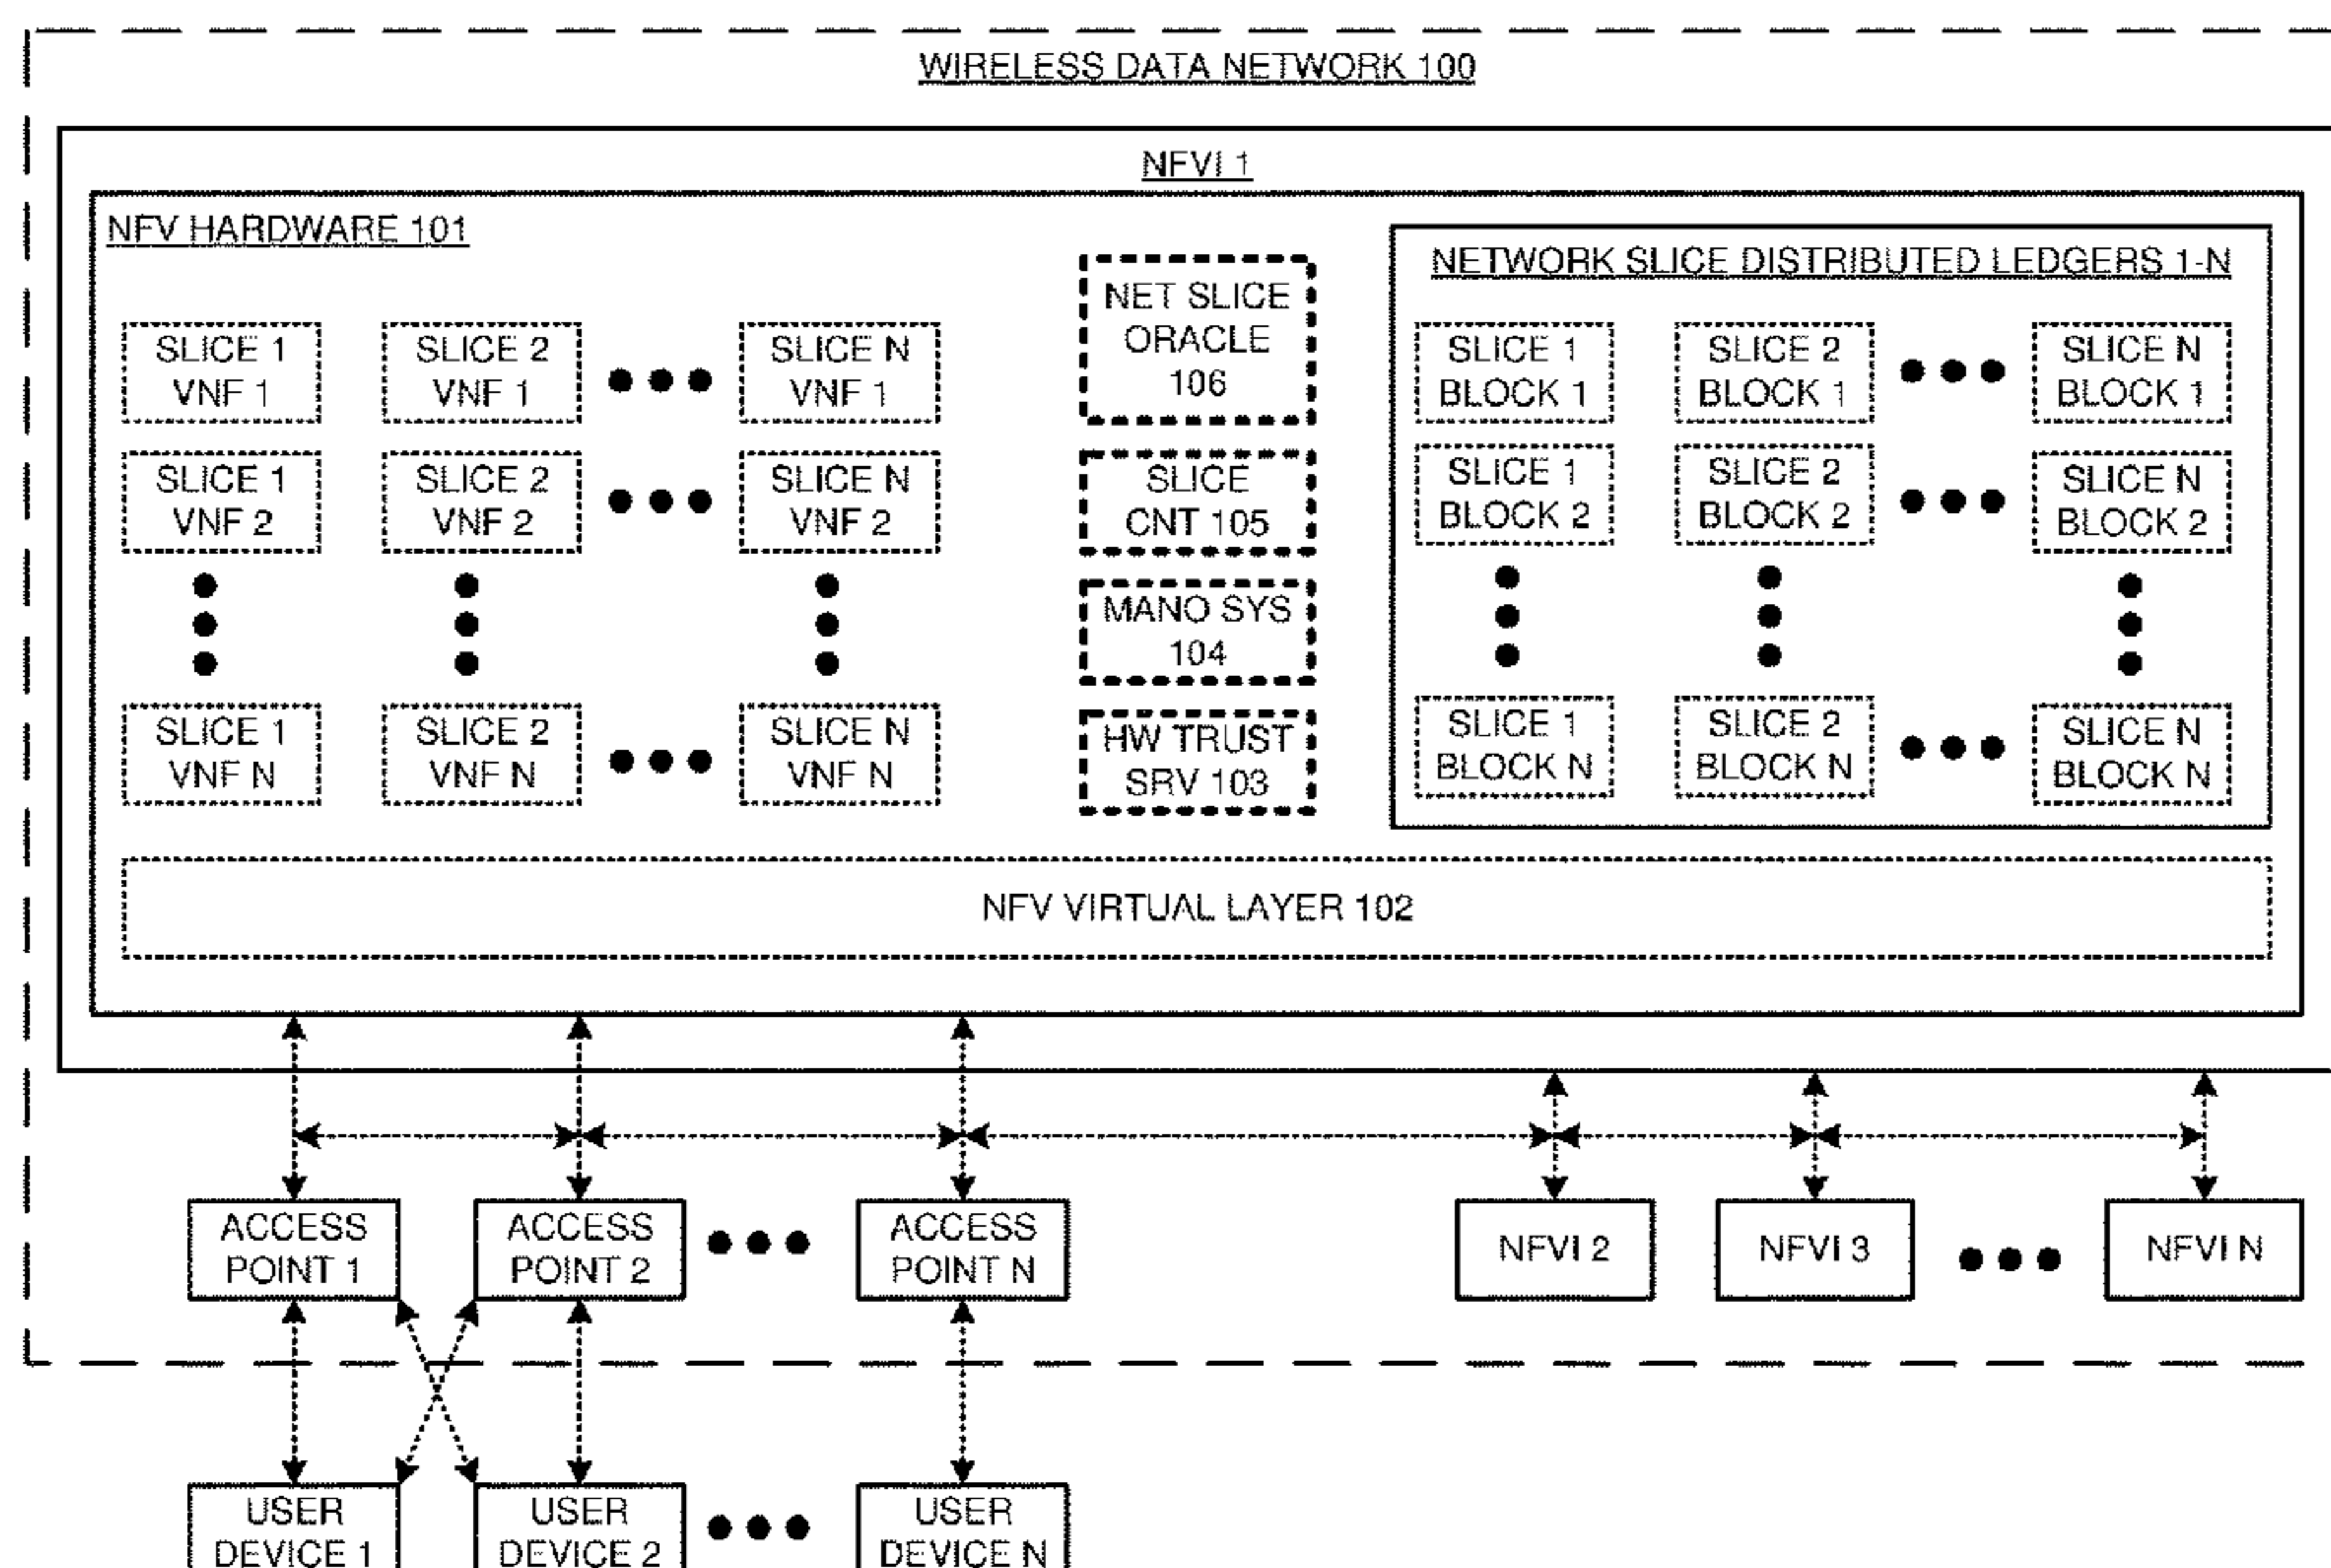 WIRELESS DATA NETWORK 100
NFVI 1
NFV HARDWARE 101
SLICE 1
VNF 1
SLICE 2
VNF 1
SLICE N
VNF 1
SLICE 1
VNF 2
SLICE 2
VNF 2
SLICE N
VNF 2
SLICE 1
VNF N
SLICE 2
VNF N
SLICE N
VNF N
NET SLICE
ORACLE
106
SLICE
CNT 105
MANO SYS
104
HW TRUST
SRV 103
NETWORK SLICE DISTRIBUTED LEDGERS 1-N
SLICE 1
BLOCK 1
SLICE 2
BLOCK 1
SLICE N
BLOCK 1
SLICE 1
BLOCK 2
SLICE 2
BLOCK 2
SLICE N
BLOCK 2
SLICE 1
BLOCK N
SLICE 2
BLOCK N
SLICE N
BLOCK N
NFV VIRTUAL LAYER 102
ACCESS
POINT 1
ACCESS
POINT 2
ACCESS
POINT N
NFVI 2
NFVI 3
NFVI N
USER
DEVICE 1
USER
DEVICE 2
USER
DEVICE N